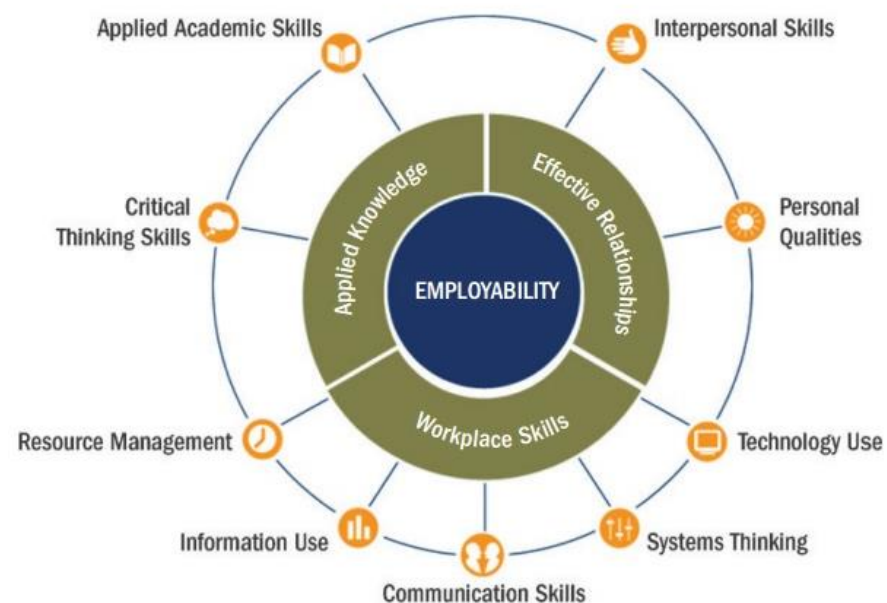 Applied Academic Skills
Interpersonal Skills
Applied Knowledge
Effective Relationships
Critical
Thinking Skills
Personal
Qualities
EMPLOYABILITY
Workplace Skills
Resource Management
Technology Use
Information Use
Systems Thinking
Communication Skills